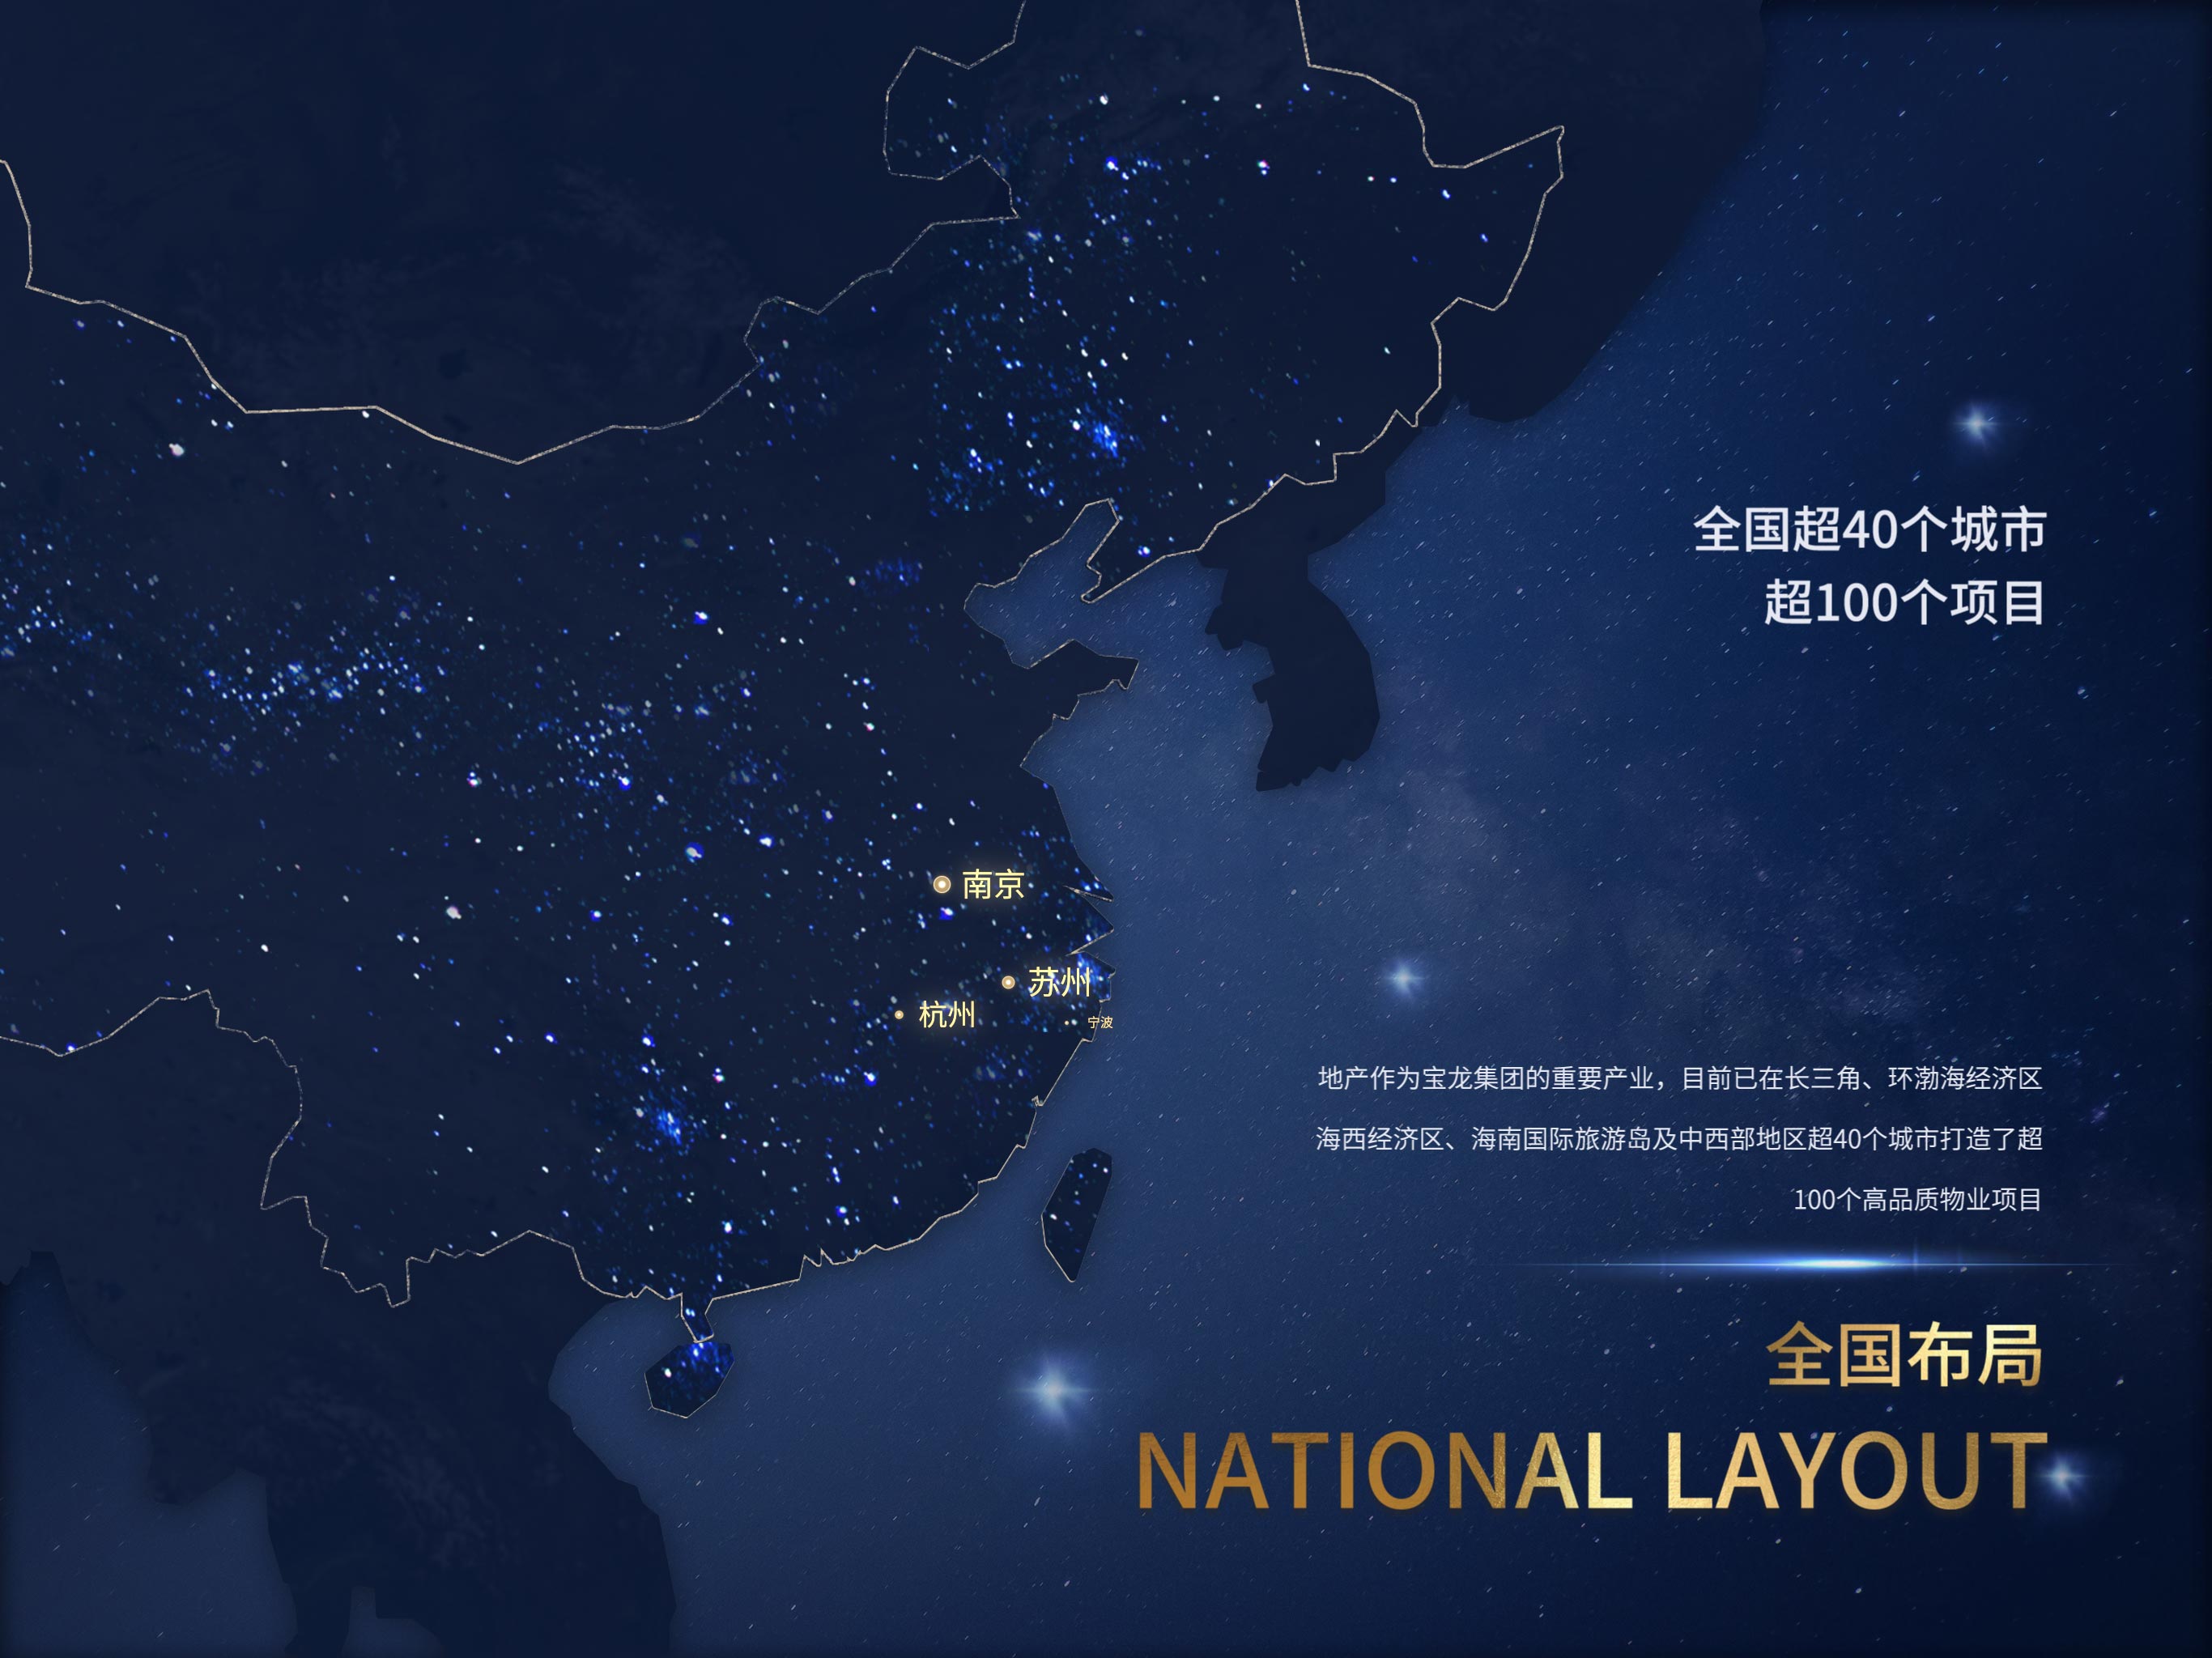 全国超40个城市
超100个项目
南京
苏州
杭州
宁波
地产作为宝龙集团的重要产业，目前已在长三角、环渤海经济区
海西经济区、海南国际旅游岛及中西部地区超40个城市打造了超
100个高品质物业项目
全国布局
NATIONAL LAYOUT